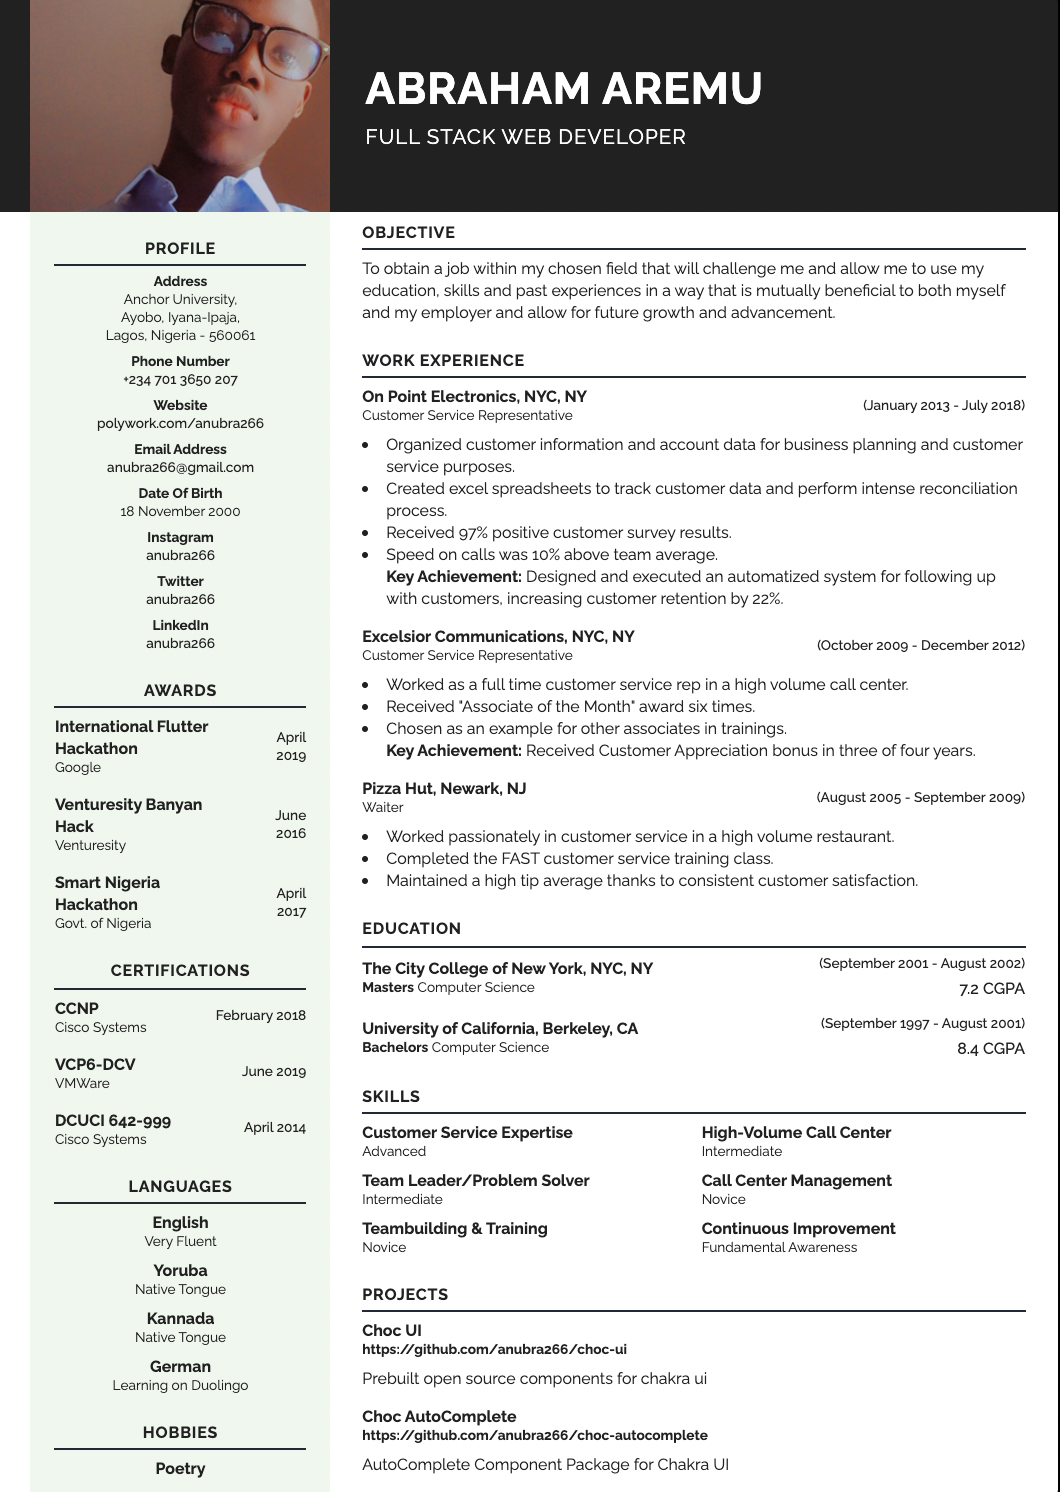 ABRAHAM AREMU
FULL STACK WEB DEVELOPER
PROFILE
Address
Anchor University,
Ayobo, Iyana-Ipaja,
Lagos, Nigeria - 560061
Phone Number
+234 701 3650 207
Website
polywork.com/anubra266
Email Address
anubra266@gmail.com
Date Of Birth
18 November 2000
Instagram
anubra266
Twitter
anubra266
LinkedIn
anubra266
AWARDS
International Flutter
Hackathon
Google
April
2019
Venturesity Banyan
Hack
Venturesity
June
2016
Smart Nigeria
Hackathon
Govt. of Nigeria
April
2017
CERTIFICATIONS
CCNP
Cisco Systems
February 2018
VCP6-DCV
VMWare
June 2019
DCUCI 642-999
Cisco Systems
April 2014
LANGUAGES
English
Very Fluent
Yoruba
Native Tongue
Kannada
Native Tongue
German
Learning on Duolingo
HOBBIES
Poetry
OBJECTIVE
To obtain a job within my chosen field that will challenge me and allow me to use my
education, skills and past experiences in a way that is mutually beneficial to both myself
and my employer and allow for future growth and advancement.
WORK EXPERIENCE
On Point Electronics, NYC, NY
Customer Service Representative
(January 2013 - July 2018)
• Organized customer information and account data for business planning and customer
service purposes.
• Created excel spreadsheets to track customer data and perform intense reconciliation
process.
• Received 97% positive customer survey results.
• Speed on calls was 10% above team average.
Key Achievement: Designed and executed an automatized system for following up
with customers, increasing customer retention by 22%.
Excelsior Communications, NYC, NY
Customer Service Representative
(October 2009 - December 2012)
• Worked as a full time customer service rep in a high volume call center.
• Received "Associate of the Month" award six times.
• Chosen as an example for other associates in trainings.
Key Achievement: Received Customer Appreciation bonus in three of four years.
Pizza Hut, Newark, NJ
Waiter
(August 2005 - September 2009)
• Worked passionately in customer service in a high volume restaurant.
• Completed the FAST customer service training class.
• Maintained a high tip average thanks to consistent customer satisfaction.
EDUCATION
The City College of New York, NYC, NY
Masters Computer Science
(September 2001 - August 2002)
7.2 CGPA
University of California, Berkeley, CA
Bachelors Computer Science
(September 1997 - August 2001)
8.4 CGPA
SKILLS
Customer Service Expertise
Advanced
High-Volume Call Center
Intermediate
Team Leader/Problem Solver
Intermediate
Call Center Management
Novice
Teambuilding & Training
Novice
Continuous Improvement
Fundamental Awareness
PROJECTS
Choc UI
https://github.com/anubra266/choc-ui
Prebuilt open source components for chakra ui
Choc AutoComplete
https://github.com/anubra266/choc-autocomplete
AutoComplete Component Package for Chakra UI